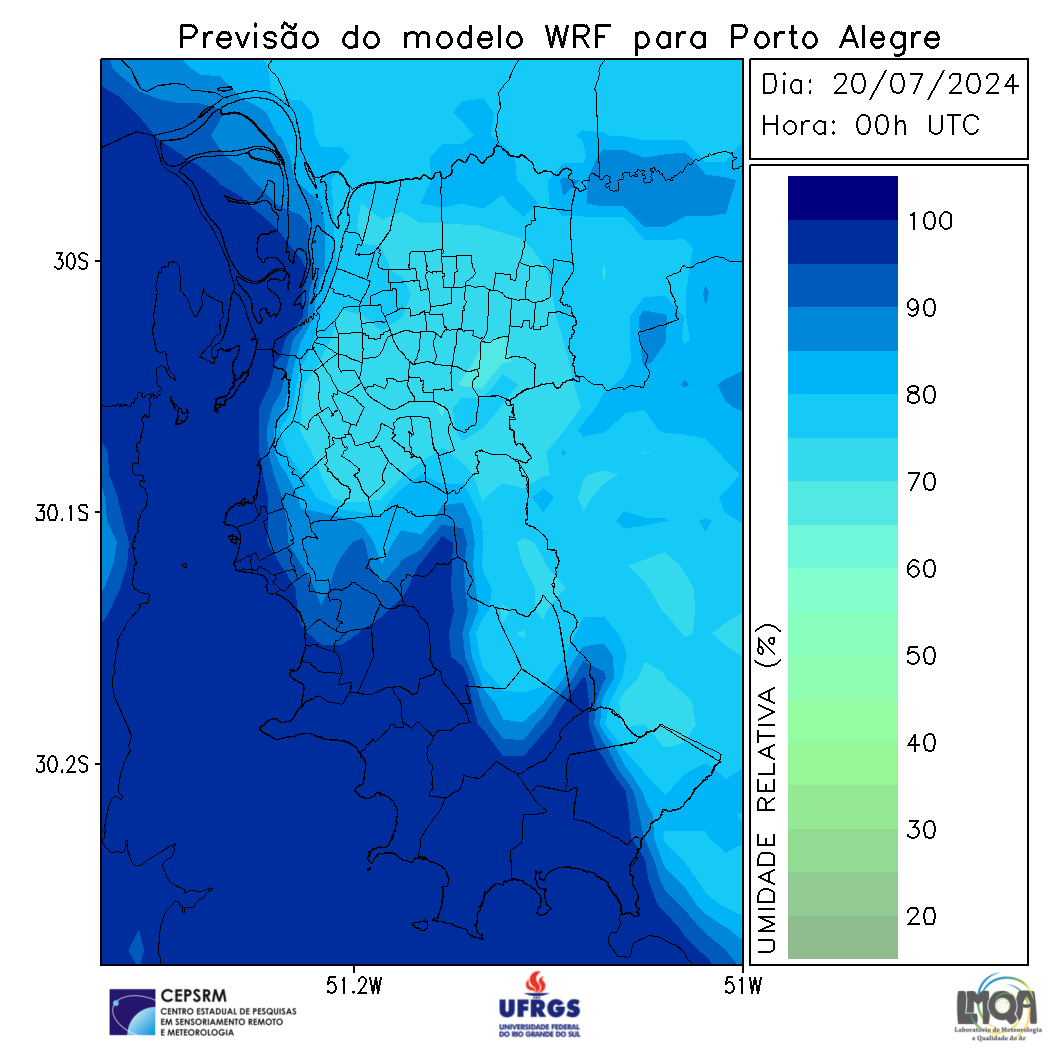 Previsão do modelo WRF para Porto Alegre
Dia: 20/07/2024
Hora: 00h UTC
30S
30.1S
30.2S
51.2W
51W
100
90
80
70
60
50
40
30
20
UMIDADE RELATIVA (%)
CEPSRM
CENTRO ESTADUAL DE PESQUISAS
EM SENSORIAMENTO REMOTO
E METEOROLOGIA
UFRGS
UNIVERSIDADE FEDERAL
DO RIO GRANDE DO SUL
LMQA
Laboratório de Meteorologia
e Qualidade do Ar